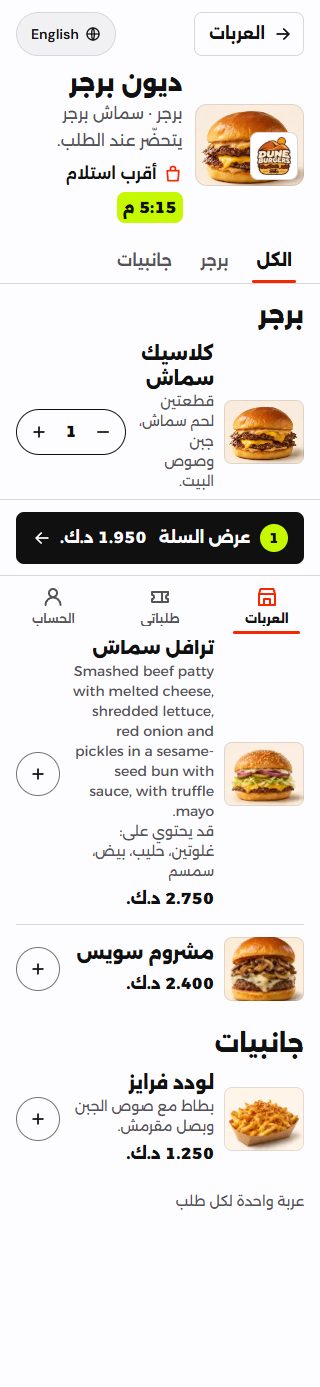 العربات
English
ديون برجر
برجر · سماش برجر
يتحضّر عند الطلب.
أقرب استلام
5:15 م
DUNE
BURGERS
الكل
برجر
جانبيات
برجر
كلاسيك
سماش
قطعتين
لحم سماش،
جبن
وصوص
البيت.
1
1
عرض السلة
1.950 د.ك.
العربات
طلباتي
الحساب
ترافل سماش
Smashed beef patty
with melted cheese,
shredded lettuce,
red onion and
pickles in a sesame-
seed bun with
sauce, with truffle
mayo.
قد يحتوي على:
غلوتين، حليب، بيض،
سمسم
2.750 د.ك.
مشروم سويس
2.400 د.ك.
جانبيات
لودد فرايز
بطاط مع صوص الجبن
وبصل مقرمش.
1.250 د.ك.
عربة واحدة لكل طلب